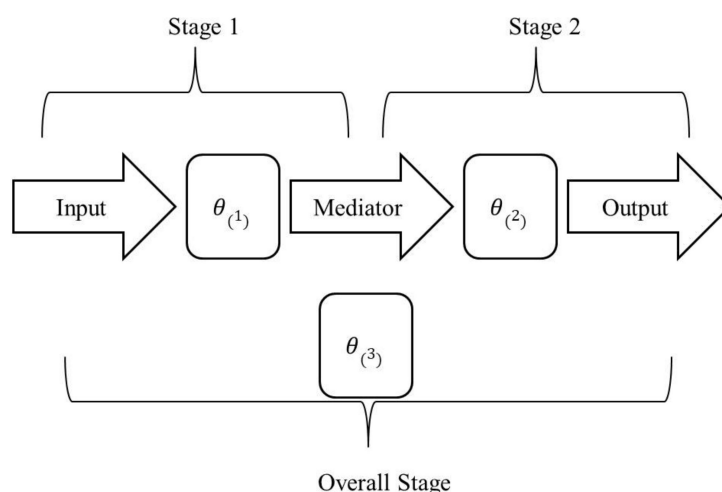 Stage 1
Stage 2
Input
θ(1)
Mediator
θ(2)
Output
θ(3)
Overall Stage